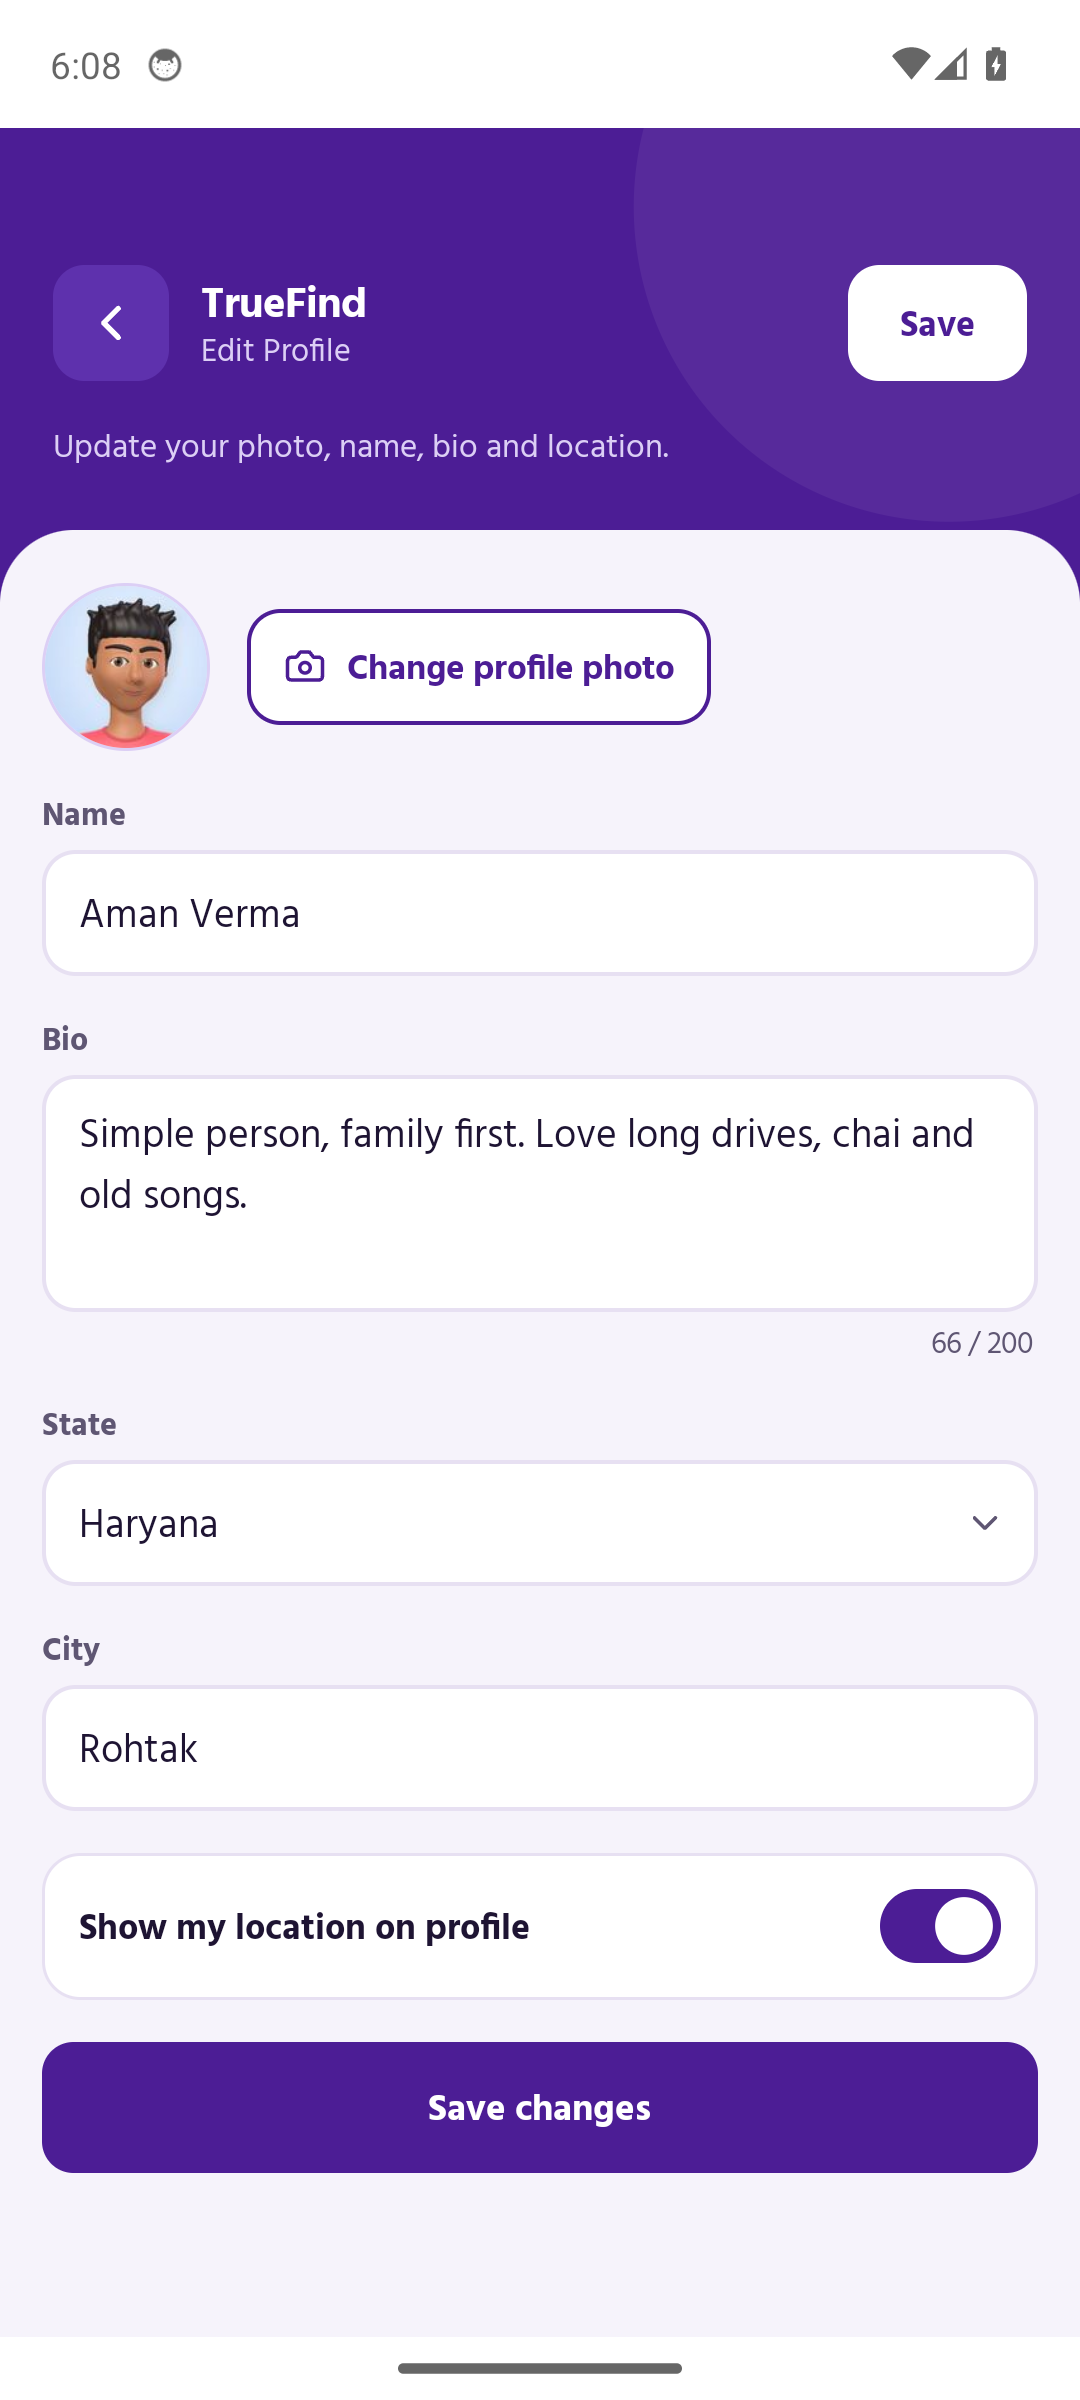 6:08
TrueFind
Edit Profile
Save
Update your photo, name, bio and location.
Change profile photo
Name
Aman Verma
Bio
Simple person, family first. Love long drives, chai and
old songs.
66 / 200
State
Haryana
City
Rohtak
Show my location on profile
Save changes